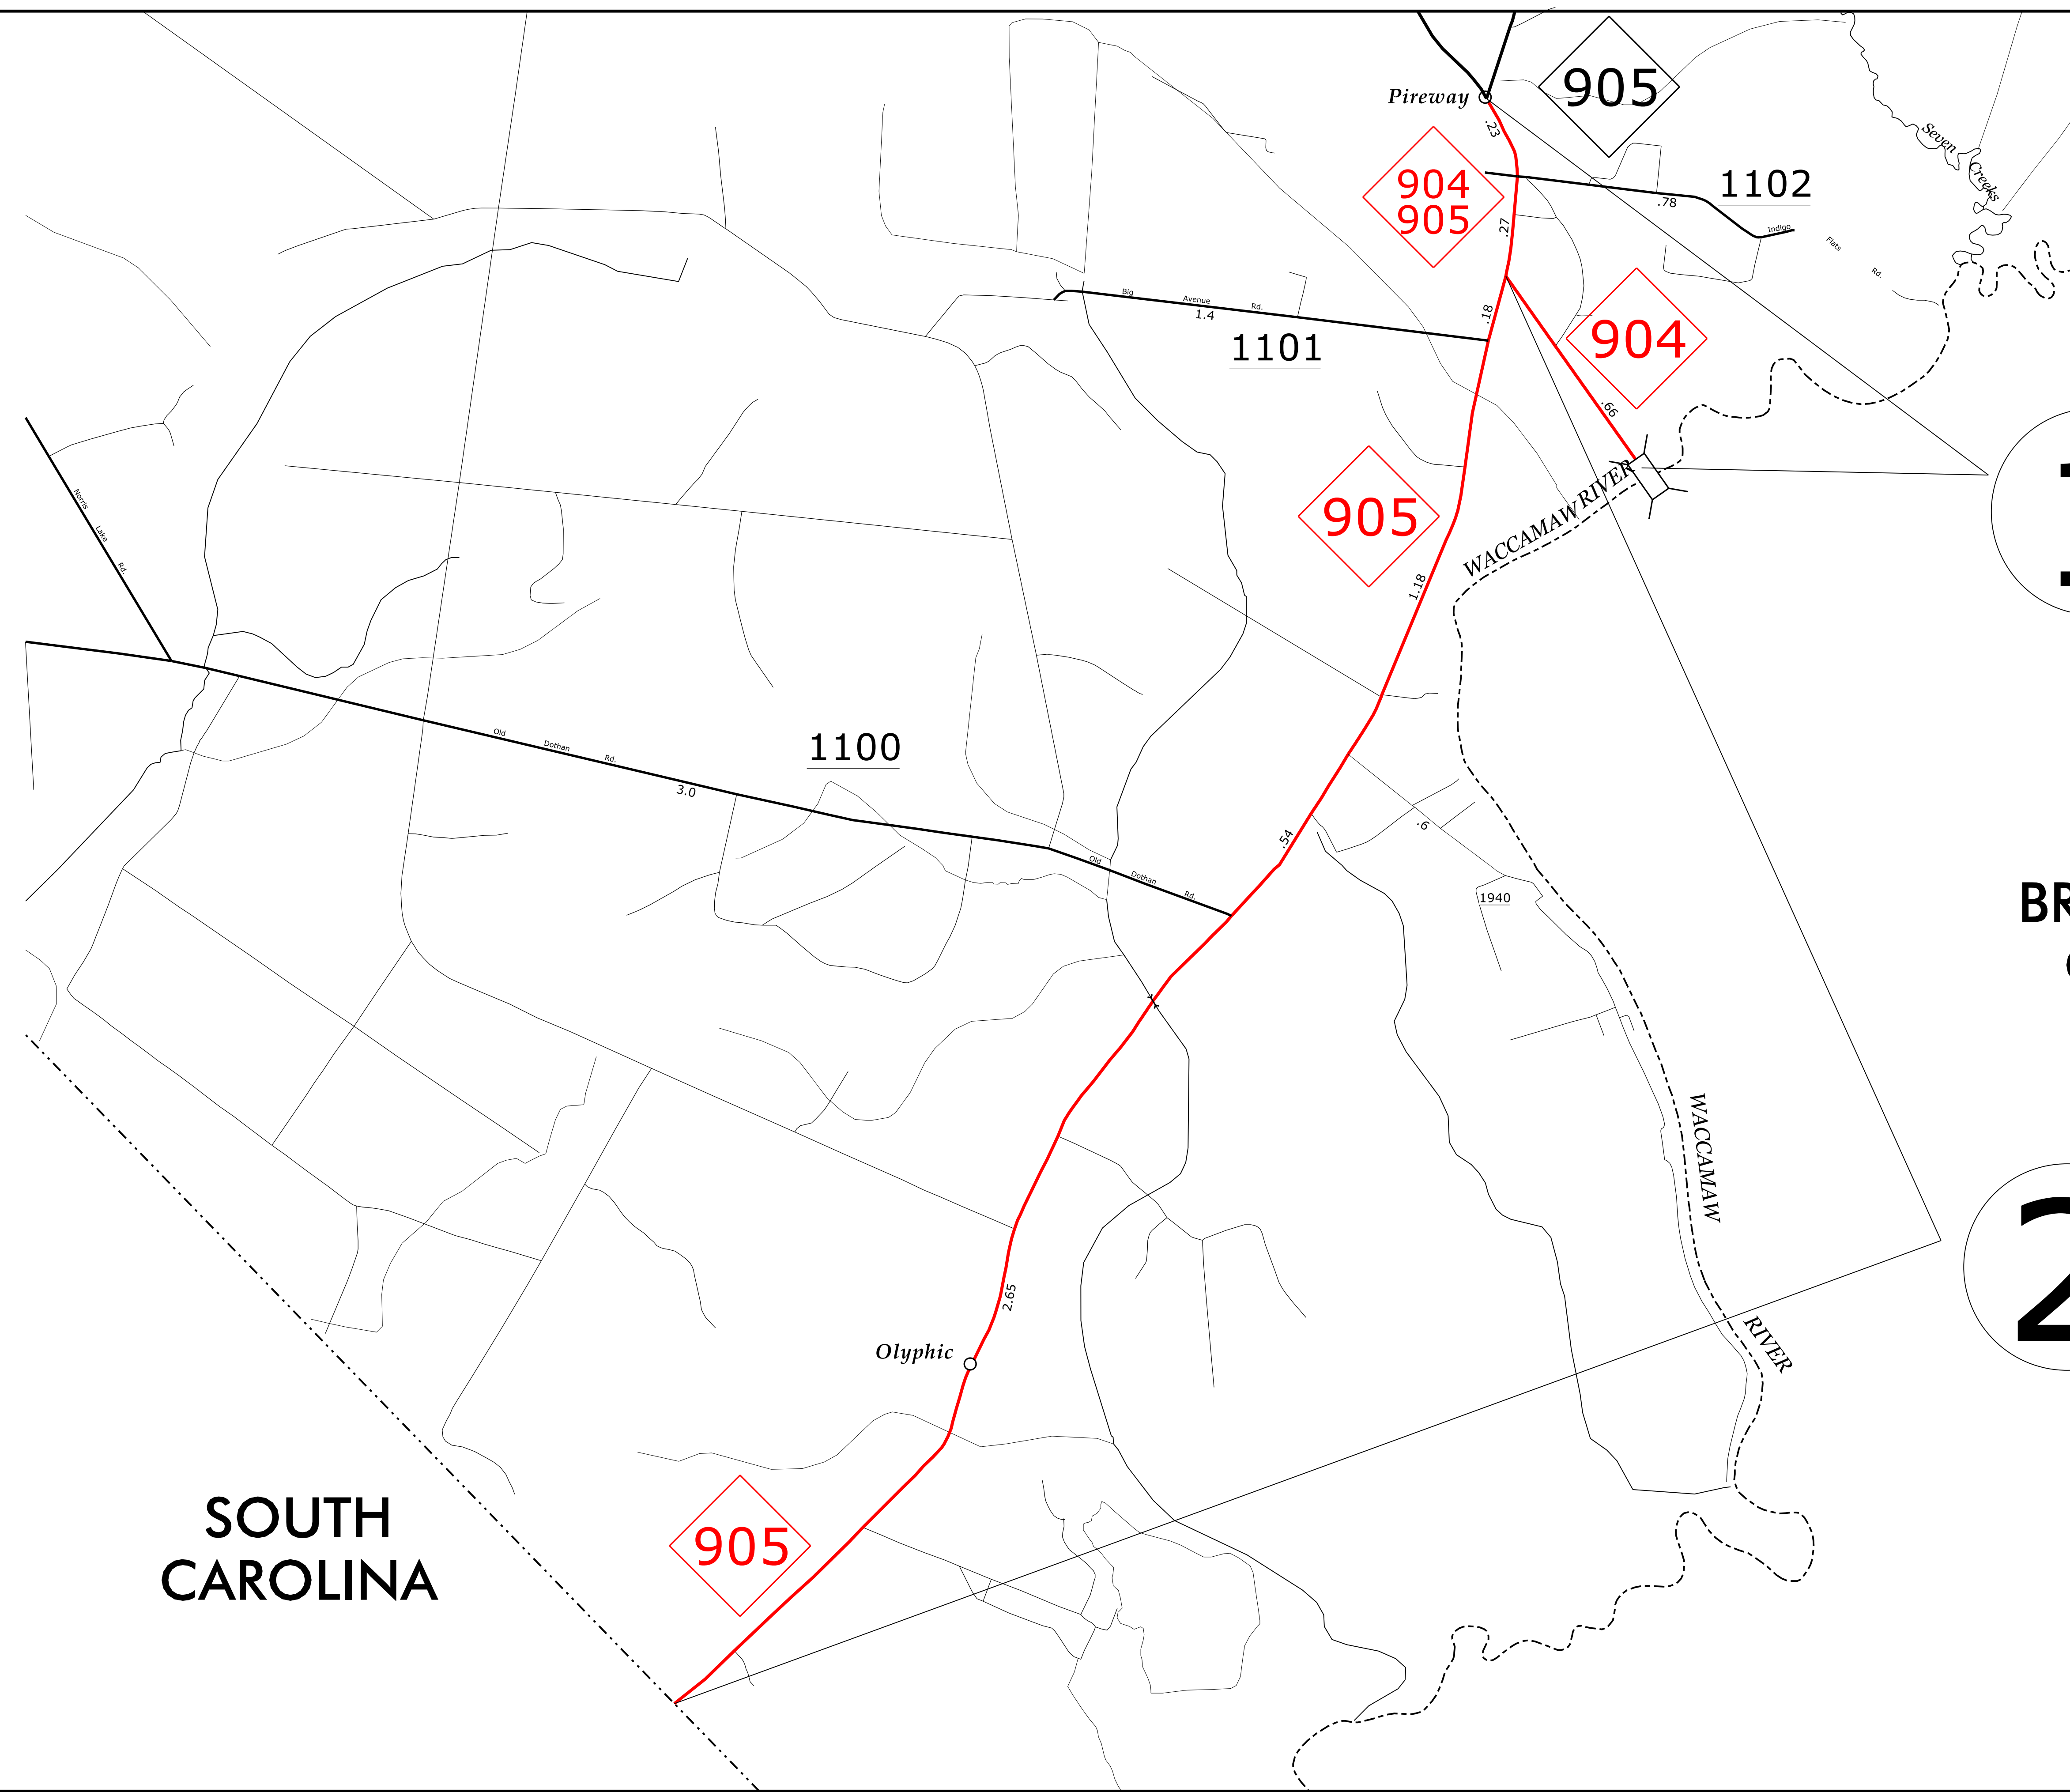 905
Pireway
.23
Seven
Creeks
904
905
1102
.78
Indigo
Flats
Rd.
.27
Big Avenue Rd.
1.4
.18
1101
904
.66
WACCAMAW RIVER
905
1.18
Norris Lake Rd.
1100
Old Dothan Rd.
3.0
.54
.6
Old Dothan Rd.
1940
BR
WACCAMAW
RIVER
2
2.65
Olyphic
SOUTH
CAROLINA
905